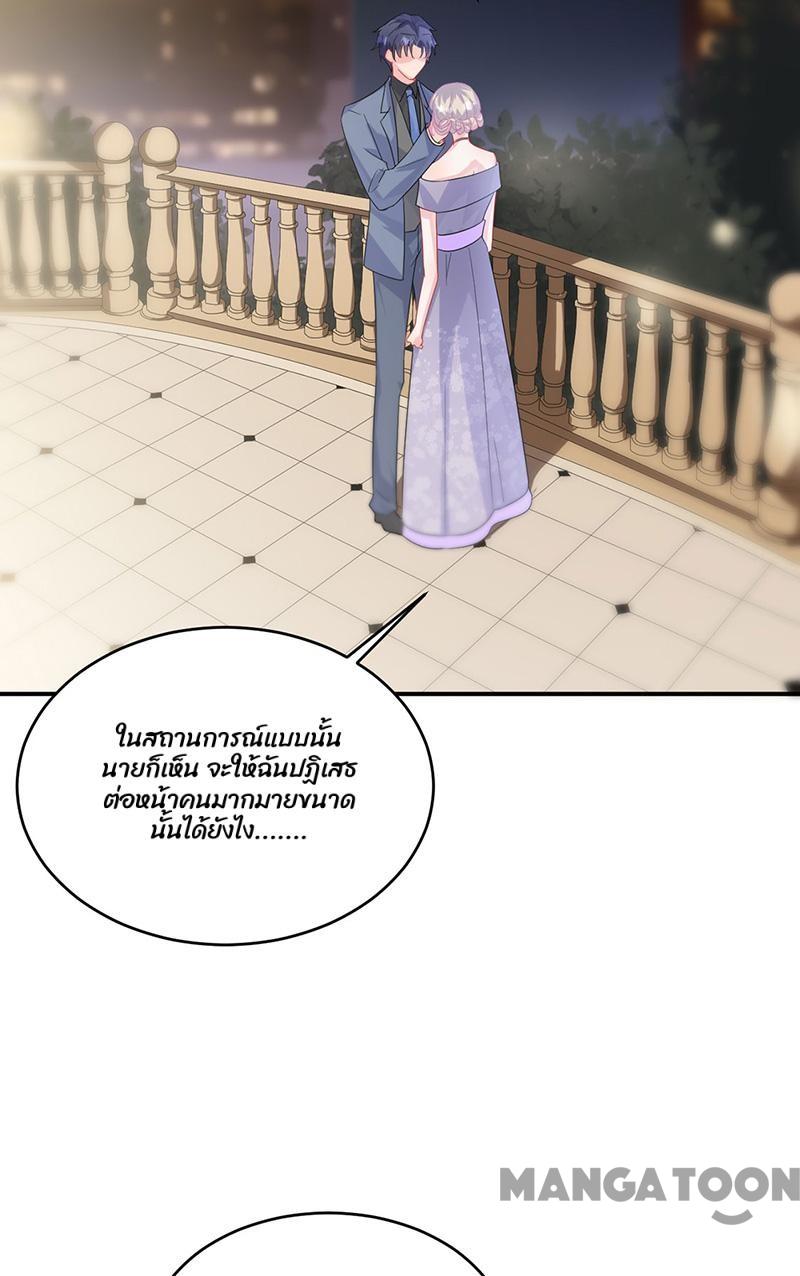 ในสถานการณ์แบบนั้น
นายก็เห็น จะให้ฉันปฏิเสธ
ต่อหน้าคนมากมายขนาด
นั้นได้ยังไง.......
MANGATOON